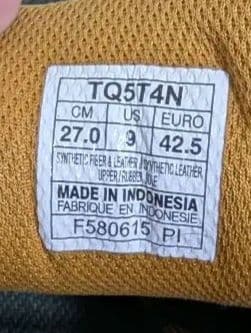 TQ5T4N
CM US EURO
27.0 9 42.5
SYNTHETIC FIBER & LEATHER / SYNTHETIC LEATHER
UPPER/RUBBER SOLE
MADE IN INDONESIA
FABRIQUE EN INDONESIE
F580615 PI